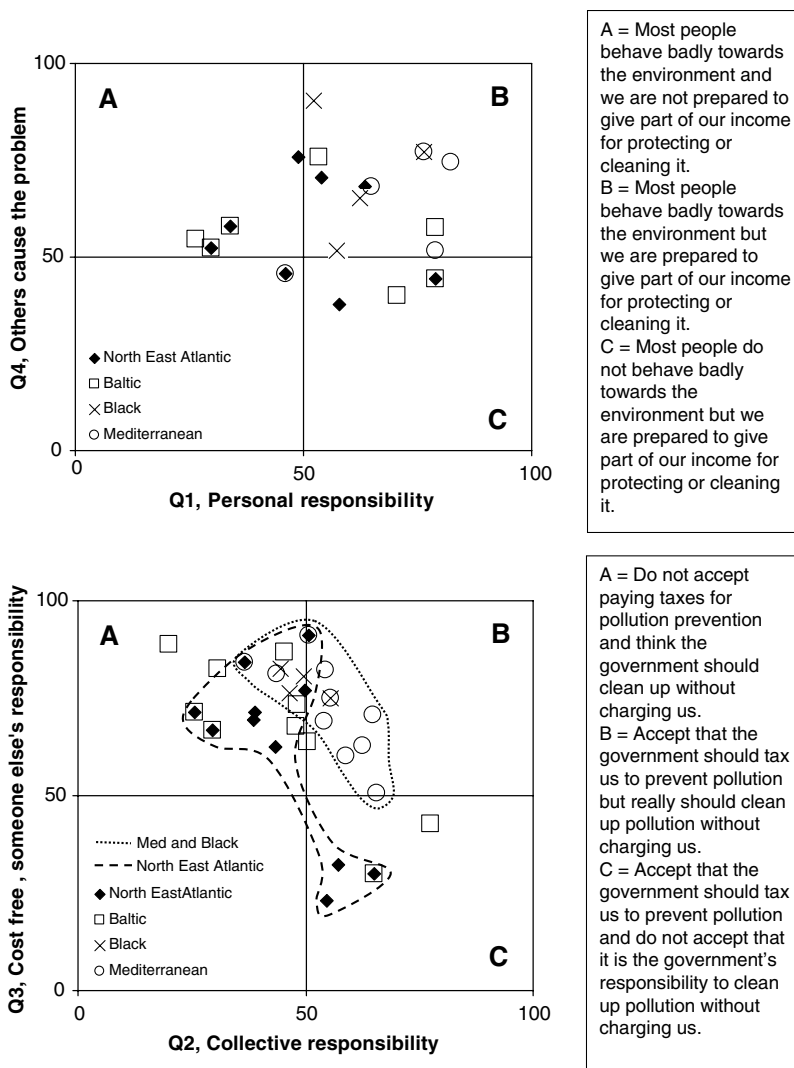 100
A
B
Q4, Others cause the problem
50
North East Atlantic
Baltic
Black
Mediterranean
C
0
0
50
100
Q1, Personal responsibility
A = Most people
behave badly towards
the environment and
we are not prepared to
give part of our income
for protecting or
cleaning it.
B = Most people
behave badly towards
the environment but
we are prepared to
give part of our income
for protecting or
cleaning it.
C = Most people do
not behave badly
towards the
environment but we
are prepared to give
part of our income for
protecting or cleaning
it.
100
A
B
Q3, Cost free , someone else's responsibility
50
Med and Black
North East Atlantic
North EastAtlantic
Baltic
Black
Mediterranean
C
0
0
50
100
Q2, Collective responsibility
A = Do not accept
paying taxes for
pollution prevention
and think the
government should
clean up without
charging us.
B = Accept that the
government should tax
us to prevent pollution
but really should clean
up pollution without
charging us.
C = Accept that the
government should tax
us to prevent pollution
and do not accept that
it is the government's
responsibility to clean
up pollution without
charging us.